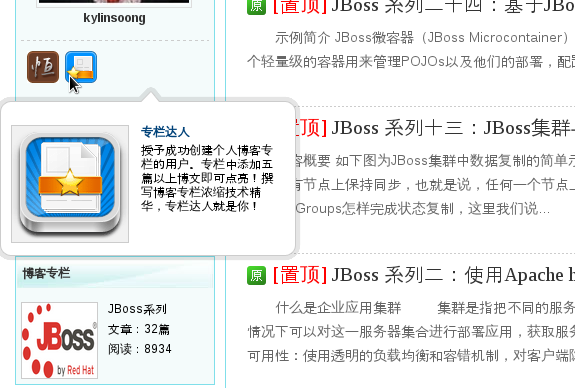 kylinsoong
恒
专栏达人
授予成功创建个人博客专
栏的用户。专栏中添加五
篇以上博文即可点亮！撰
写博客专栏浓缩技术精
华，专栏达人就是你！
博客专栏
JBoss
by Red Hat
JBoss系列
文章：32篇
阅读：8934
原 [置顶] JBoss 系列二十四：基于JBo
示例简介 JBoss微容器（JBoss Microcontainer）
个轻量级的容器用来管理POJOs以及他们的部署，配
置顶] JBoss 系列十三：JBoss集群
概要 如下图为JBoss集群中数据复制的简单示
有节点上保持同步，也就是说，任何一个节点上
Groups怎样完成状态复制，这里我们说...
原 [置顶] JBoss 系列二：使用Apache h
什么是企业应用集群 集群是指把不同的服务
情况下可以对这一服务器集合进行部署应用，获取服务
可用性：使用透明的负载均衡和容错机制，对客户端